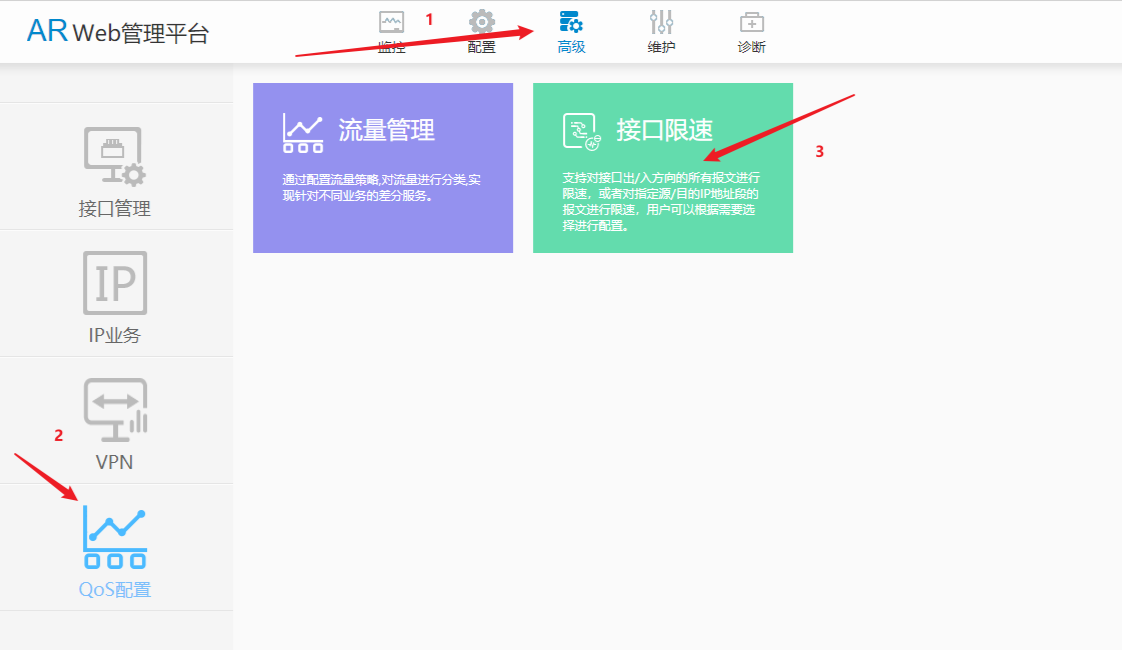 AR Web管理平台
1
监控
配置
高级
维护
诊断
接口管理
IP
IP业务
VPN
2
QoS配置
流量管理
通过配置流量策略,对流量进行分类,实
现针对不同业务的差分服务。
接口限速
支持对接口出/入方向的所有报文进行
限速，或者对指定源/目的IP地址段的
报文进行限速，用户可以根据需要选
择进行配置。
3